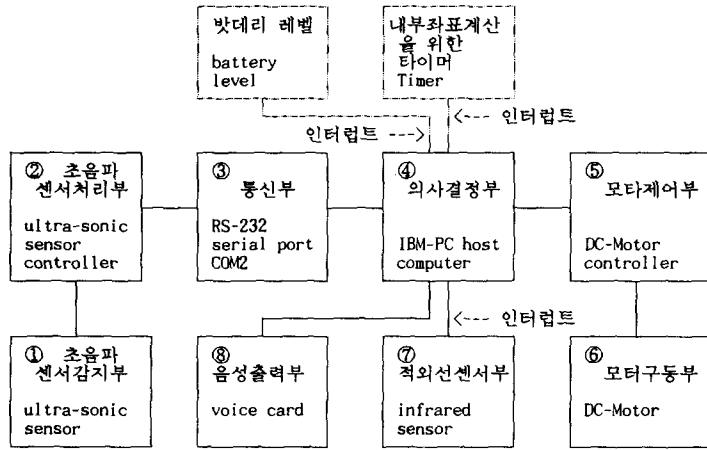 밧데리 레벨
battery
level
내부좌표계산
을 위한
타이머
Timer
인터럽트 --->
<--- 인터럽트
② 초음파
센서처리부
ultra-sonic
sensor
controller
③
통신부
RS-232
serial port
COM2
④
의사결정부
IBM-PC host
computer
⑤
모타제어부
DC-Motor
controller
<--- 인터럽트
① 초음파
센서감지부
ultra-sonic
sensor
⑧
음성출력부
voice card
⑦
적외선센서부
infrared
sensor
⑥
모터구동부
DC-Motor